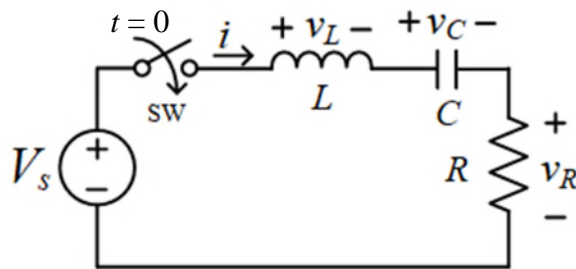 t = 0
i
+ v_L −
+ v_C −
SW
L
C
V_s
+
−
R
+
v_R
−